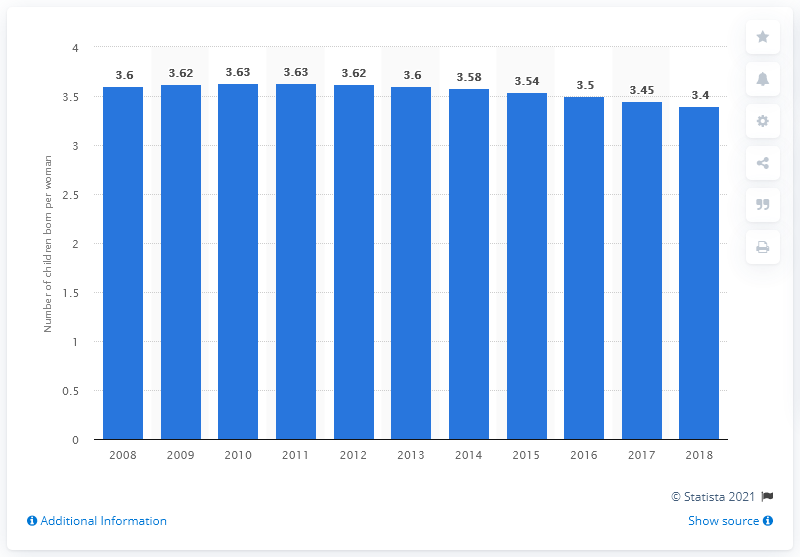 4
3.5
3
2.5
2
1.5
1
0.5
0
Number of children born per woman
3.6 3.62 3.63 3.63 3.62 3.6 3.58 3.54 3.5 3.45 3.4
2008 2009 2010 2011 2012 2013 2014 2015 2016 2017 2018
© Statista 2021
Additional Information
Show source